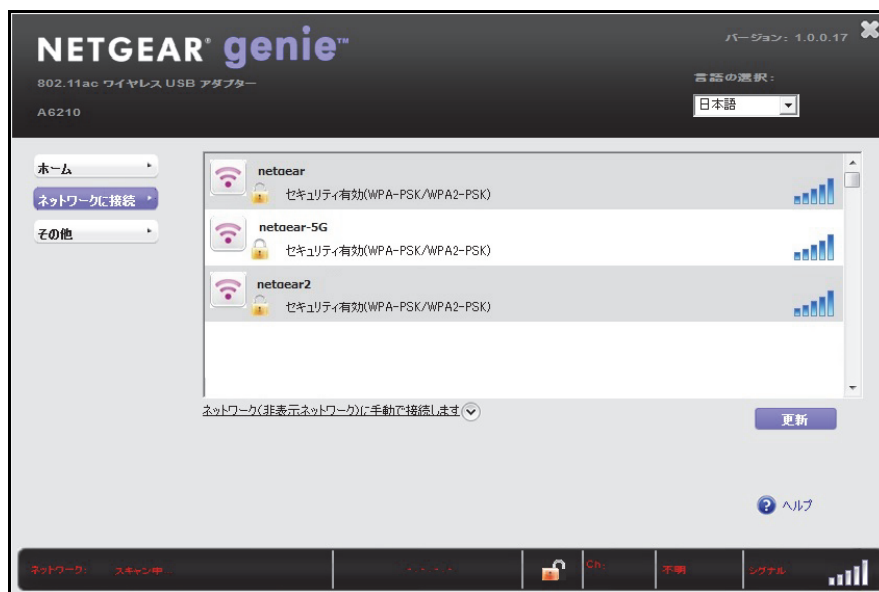 NETGEAR® genie™
バージョン: 1.0.0.17
802.11ac ワイヤレス USB アダプター
言語の選択:
A6210
日本語
ホーム
ネットワークに接続
その他
netgear
セキュリティ有効(WPA-PSK/WPA2-PSK)
netgear-5G
セキュリティ有効(WPA-PSK/WPA2-PSK)
netgear2
セキュリティ有効(WPA-PSK/WPA2-PSK)
ネットワーク(非表示ネットワーク)に手動で接続します
更新
ヘルプ
ネットワーク: スキャン中
- - - -
Ch:
不明
シグナル